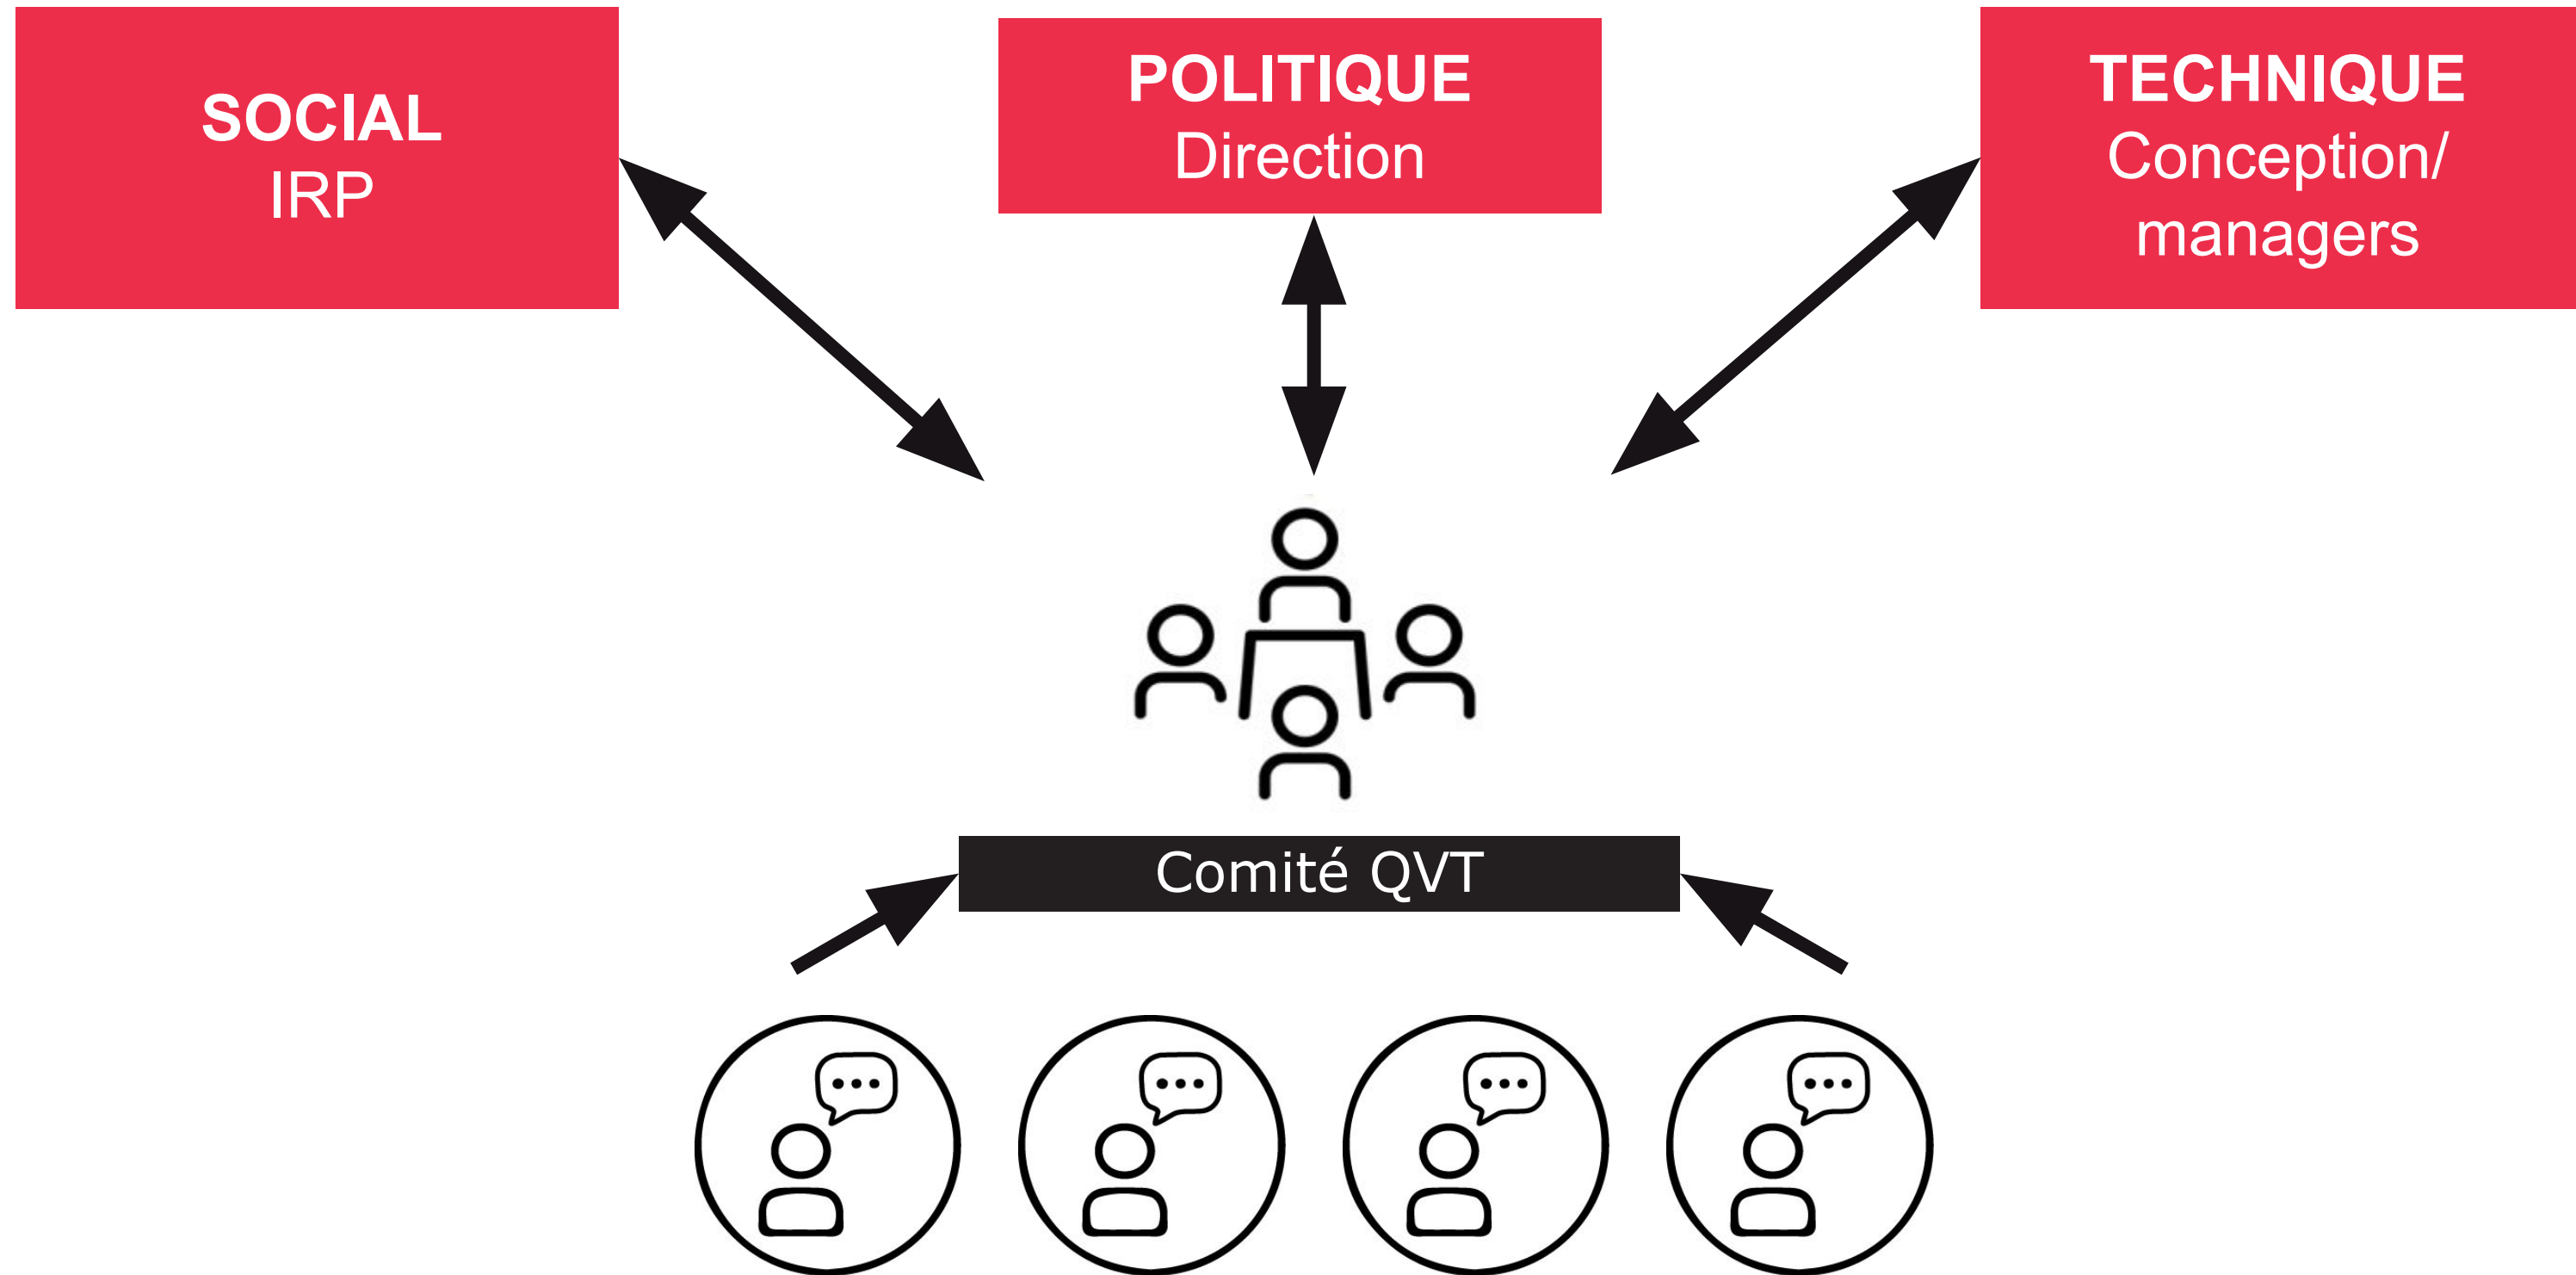 SOCIAL
IRP
POLITIQUE
Direction
TECHNIQUE
Conception/
managers
Comité QVT